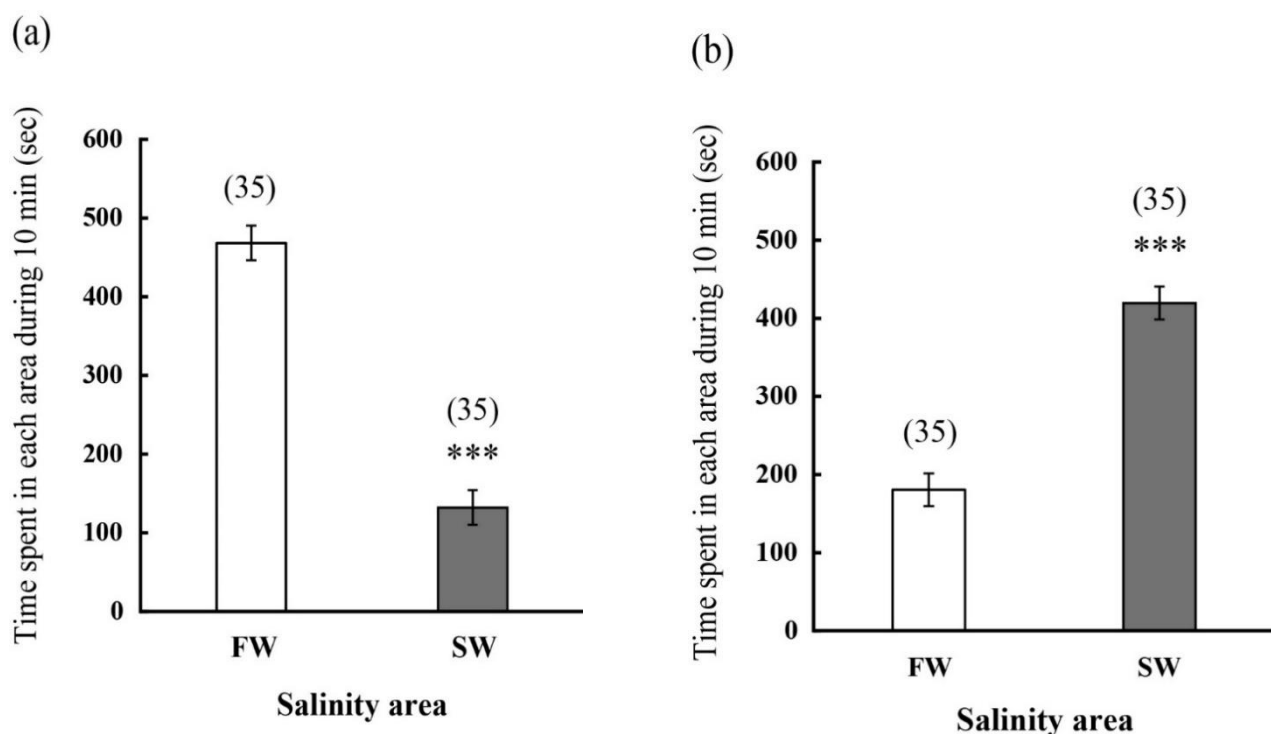 (a)
Time spent in each area during 10 min (sec)
600
500
400
300
200
100
0
(35)
(35)
***
FW
SW
Salinity area
(b)
Time spent in each area during 10 min (sec)
600
500
400
300
200
100
0
(35)
(35)
***
FW
SW
Salinity area